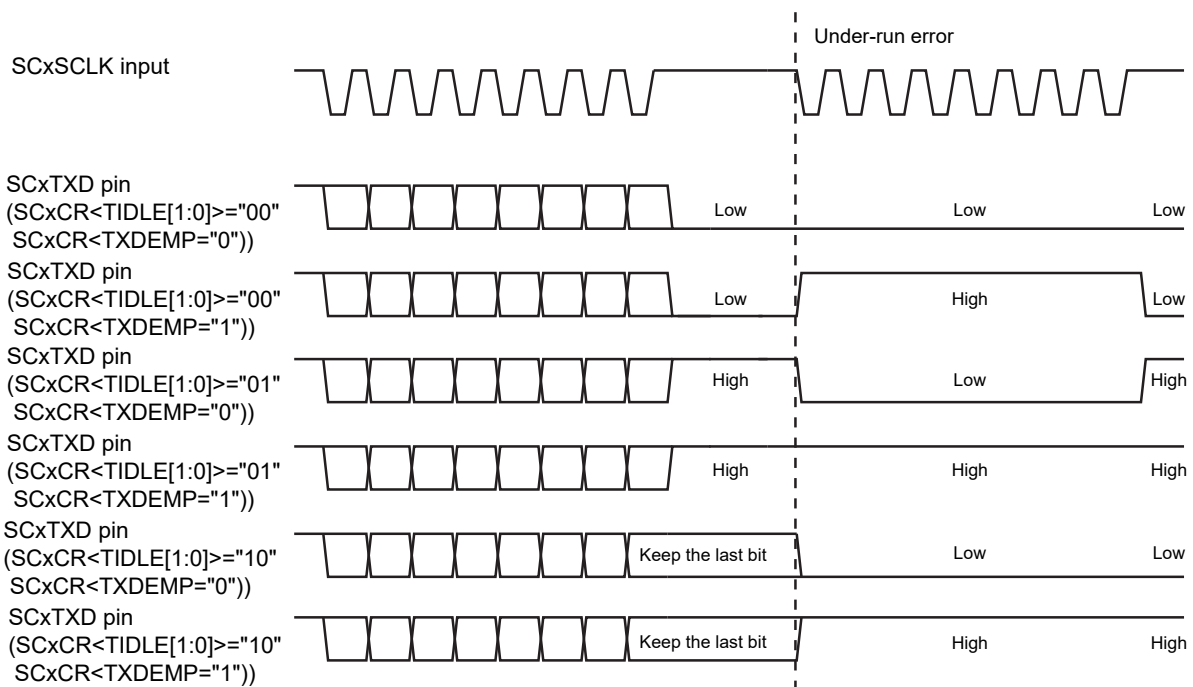 Under-run error
SCxSCLK input
SCxTXD pin
(SCxCR<TIDLE[1:0]>="00"
SCxCR<TXDEMP="0"))
Low
Low
Low
SCxTXD pin
(SCxCR<TIDLE[1:0]>="00"
SCxCR<TXDEMP="1"))
Low
High
Low
SCxTXD pin
(SCxCR<TIDLE[1:0]>="01"
SCxCR<TXDEMP="0"))
High
Low
High
SCxTXD pin
(SCxCR<TIDLE[1:0]>="01"
SCxCR<TXDEMP="1"))
High
High
High
SCxTXD pin
(SCxCR<TIDLE[1:0]>="10"
SCxCR<TXDEMP="0"))
Keep the last bit
Low
Low
SCxTXD pin
(SCxCR<TIDLE[1:0]>="10"
SCxCR<TXDEMP="1"))
Keep the last bit
High
High